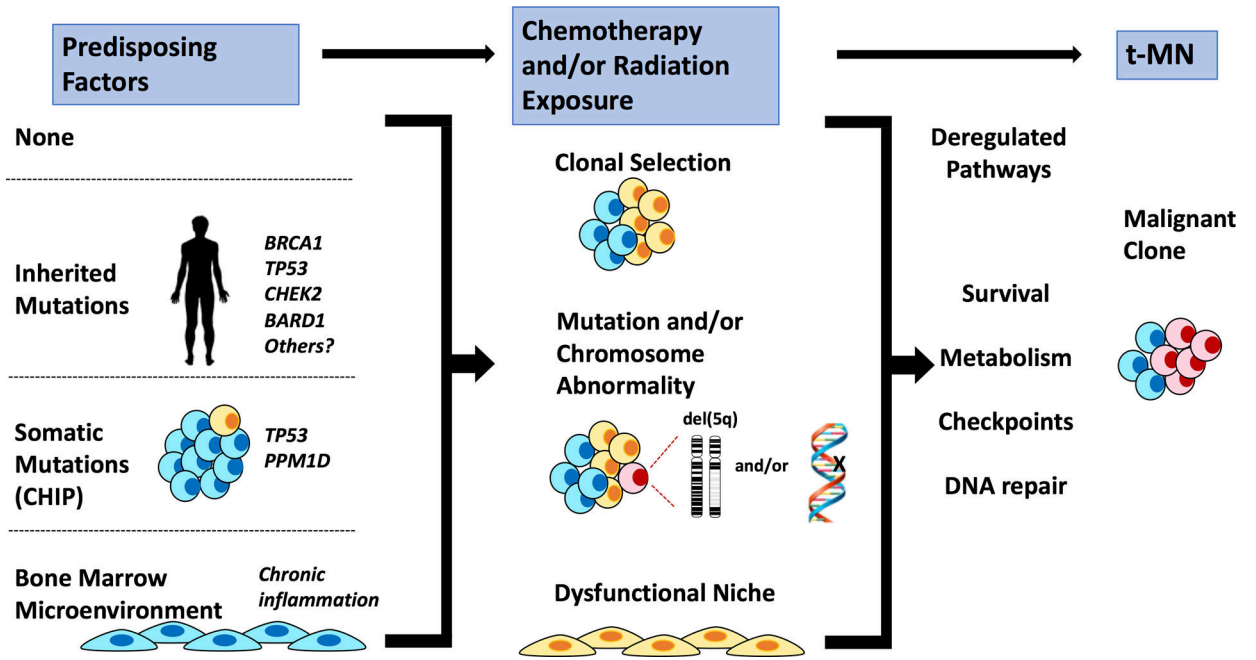 Predisposing
Factors
Chemotherapy
and/or Radiation
Exposure
t-MN
None
Inherited
Mutations
BRCA1
TP53
CHEK2
BARD1
Others?
Somatic
Mutations
(CHIP)
TP53
PPM1D
Bone Marrow
Microenvironment
Chronic
inflammation
Clonal Selection
Mutation and/or
Chromosome
Abnormality
del(5q)
and/or
X
Dysfunctional Niche
Deregulated
Pathways
Survival
Metabolism
Checkpoints
DNA repair
Malignant
Clone